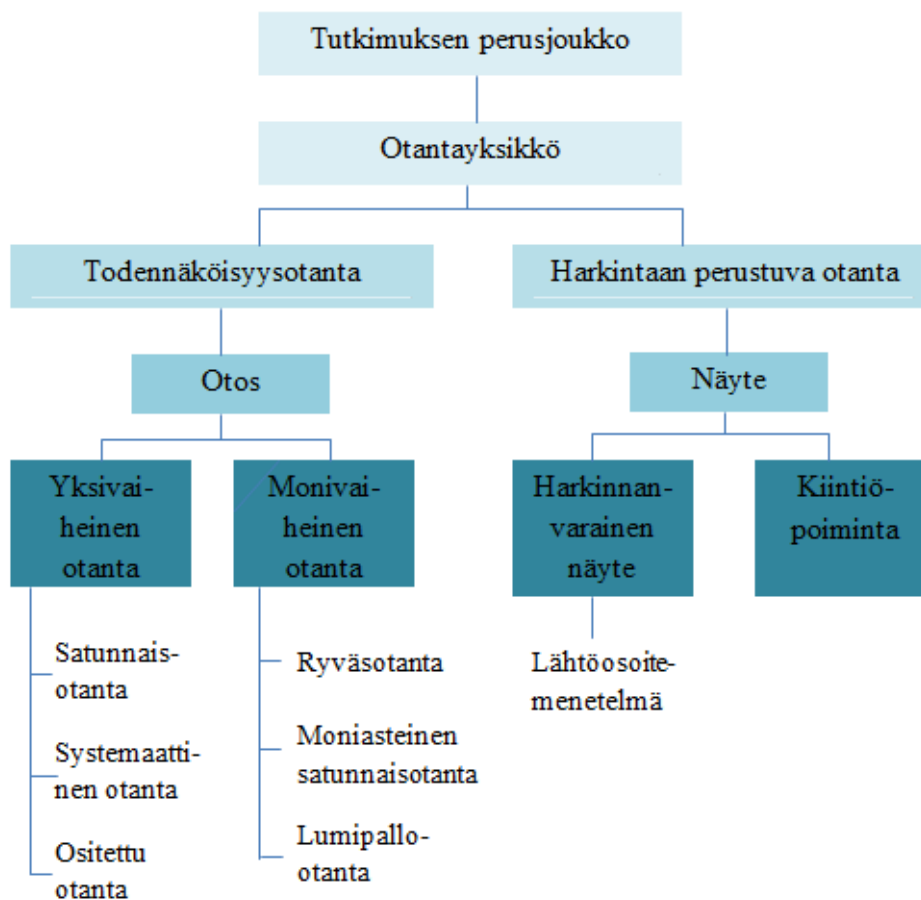 Tutkimuksen perusjoukko
Otantayksikkö
Todennäköisyysotanta
Harkintaan perustuva otanta
Otos
Näyte
Yksivai-
heinen
otanta
Monivai-
heinen
otanta
Harkinnan-
varainen
näyte
Kiintiö-
poiminta
Satunnais-
otanta
Systemaatti-
nen otanta
Ositettu
otanta
Ryväsotanta
Moniasteinen
satunnaisotanta
Lumipallo-
otanta
Lähtöosoite-
menetelmä